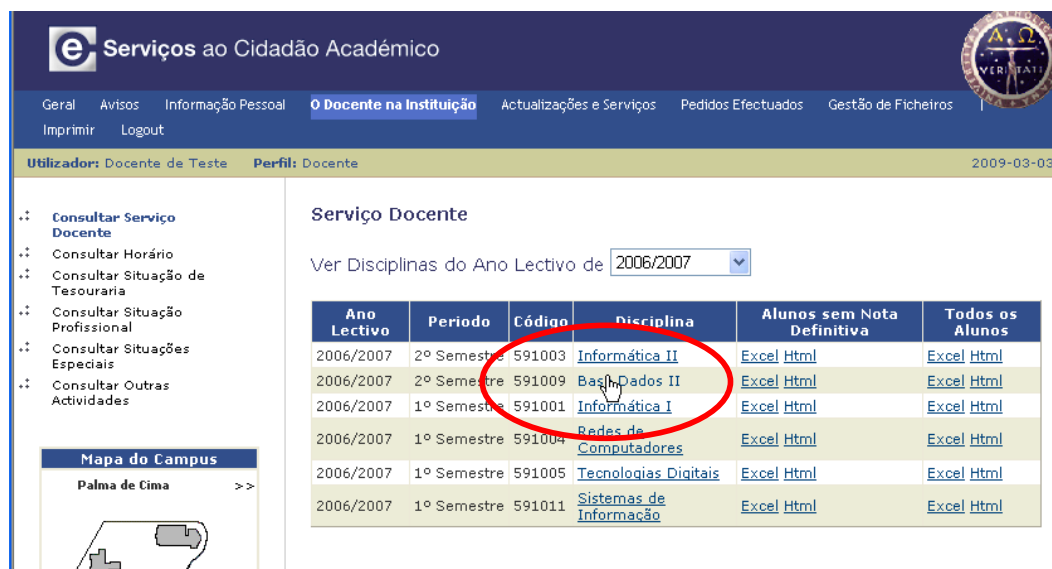 e Serviços ao Cidadão Académico
VERITATI
Geral Avisos Informação Pessoal O Docente na Instituição Actualizações e Serviços Pedidos Efectuados Gestão de Ficheiros |
Imprimir Logout
Utilizador: Docente de Teste Perfil: Docente 2009-03-03
Consultar Serviço
Docente
Consultar Horário
Consultar Situação de
Tesouraria
Consultar Situação
Profissional
Consultar Situações
Especiais
Consultar Outras
Actividades
Mapa do Campus
Palma de Cima >>
Serviço Docente
Ver Disciplinas do Ano Lectivo de 2006/2007
Ano Lectivo Periodo Código Disciplina Alunos sem Nota Definitiva Todos os Alunos
2006/2007 2º Semestre 591003 Informática II Excel Html Excel Html
2006/2007 2º Semestre 591009 Dados II Excel Html Excel Html
2006/2007 1º Semestre 591001 Informática I Excel Html Excel Html
2006/2007 1º Semestre 591004 Redes de Computadores Excel Html Excel Html
2006/2007 1º Semestre 591005 Tecnologias Digitais Excel Html Excel Html
2006/2007 1º Semestre 591011 Sistemas de Informação Excel Html Excel Html